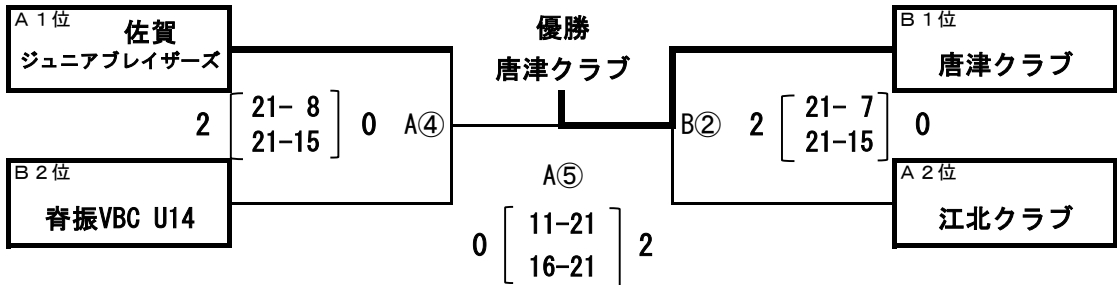 A1位
佐賀
ジュニアブレイザーズ
優勝
唐津クラブ
B1位
唐津クラブ
2 21- 8 0 A④
21-15
B② 2 21- 7 0
21-15
B2位
脊振VBC U14
A⑤
0 11-21 2
16-21
A2位
江北クラブ